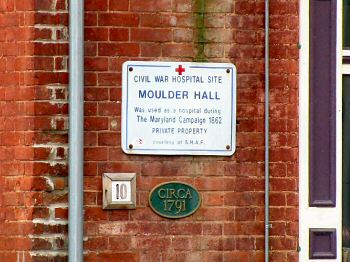 CIVIL WAR HOSPITAL SITE
MOULDER HALL
Was used as a hospital during
The Maryland Campaign 1862
PRIVATE PROPERTY
courtesy of S.H.A.F.
10
CIRCA
1791